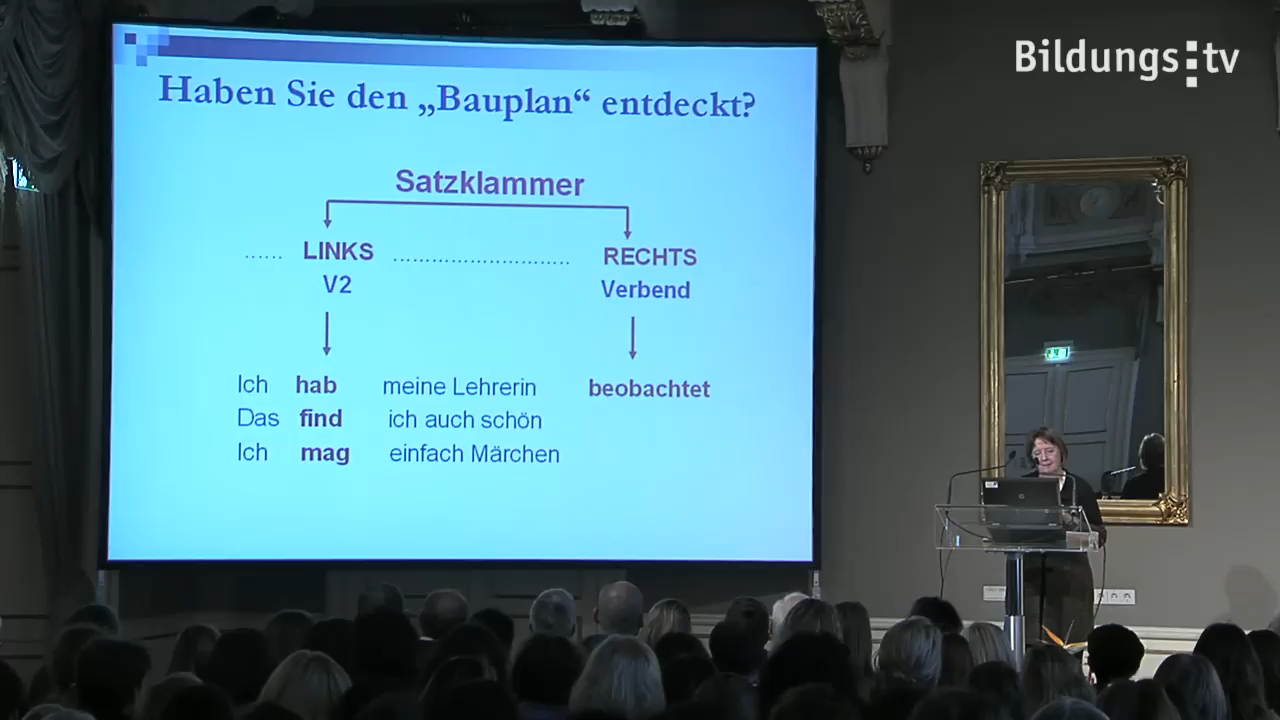 Bildungs:tv
Haben Sie den „Bauplan“ entdeckt?
Satzklammer
...... LINKS ............................ RECHTS
V2 Verbend
Ich hab meine Lehrerin beobachtet
Das find ich auch schön
Ich mag einfach Märchen